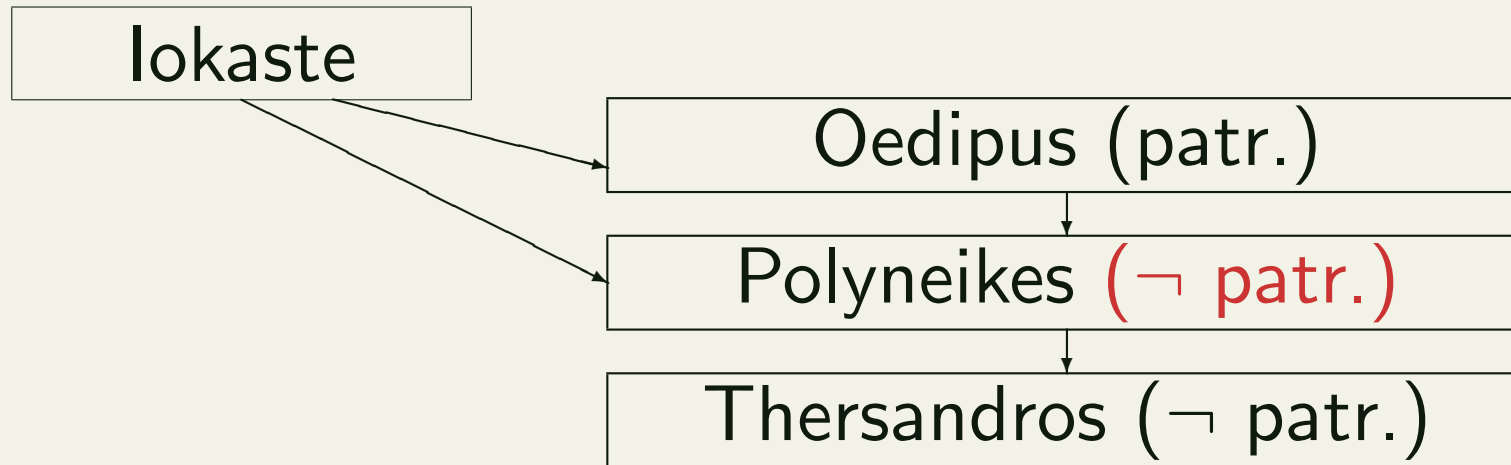 Iokaste
Oedipus (patr.)
Polyneikes (¬ patr.)
Thersandros (¬ patr.)